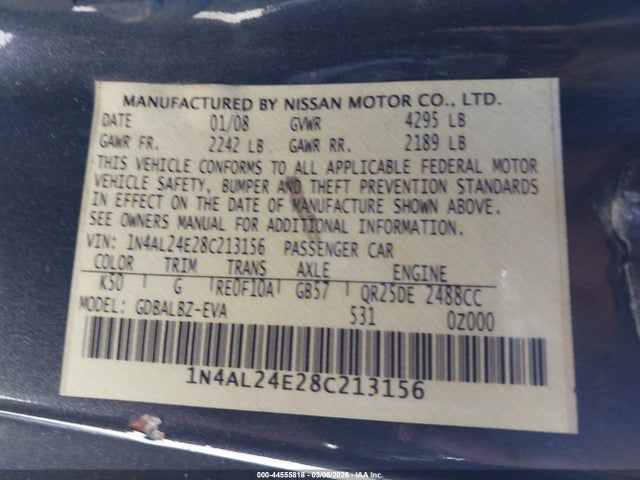 MANUFACTURED BY NISSAN MOTOR CO., LTD.
DATE 01/08 GVWR 4295 LB
GAWR FR. 2242 LB GAWR RR. 2189 LB
THIS VEHICLE CONFORMS TO ALL APPLICABLE FEDERAL MOTOR
VEHICLE SAFETY, BUMPER AND THEFT PREVENTION STANDARDS
IN EFFECT ON THE DATE OF MANUFACTURE SHOWN ABOVE.
SEE OWNERS MANUAL FOR ADDITIONAL INFORMATION.
VIN: 1N4AL24E28C213156 PASSENGER CAR
COLOR TRIM TRANS AXLE ENGINE
K50 G RE0F10A GB57 QR25DE 2488CC
MODEL: GDBALBZ-EVA 531 0Z000
1N4AL24E28C213156
000-44555818 - 03/06/2026 - IAA Inc.